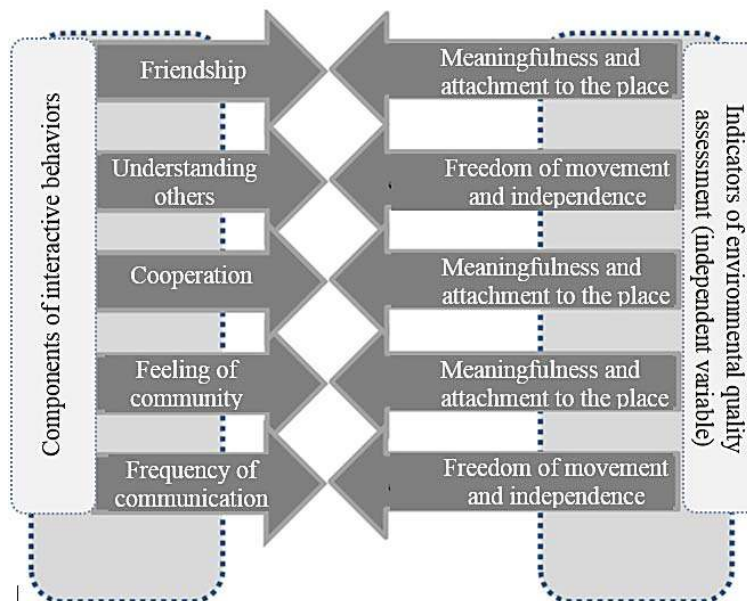 Components of interactive behaviors
Friendship
Meaningfulness and
attachment to the place
Understanding
others
Freedom of movement
and independence
Cooperation
Meaningfulness and
attachment to the place
Feeling of
community
Meaningfulness and
attachment to the place
Frequency of
communication
Freedom of movement
and independence
Indicators of environmental quality
assessment (independent variable)